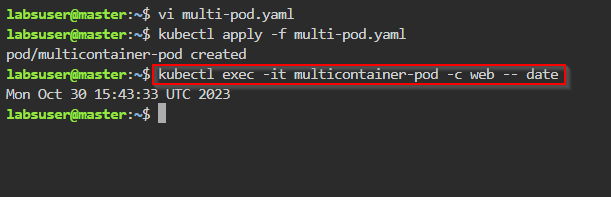 labsuser@master:~$ vi multi-pod.yaml
labsuser@master:~$ kubectl apply -f multi-pod.yaml
pod/multicontainer-pod created
labsuser@master:~$ kubectl exec -it multicontainer-pod -c web -- date
Mon Oct 30 15:43:33 UTC 2023
labsuser@master:~$